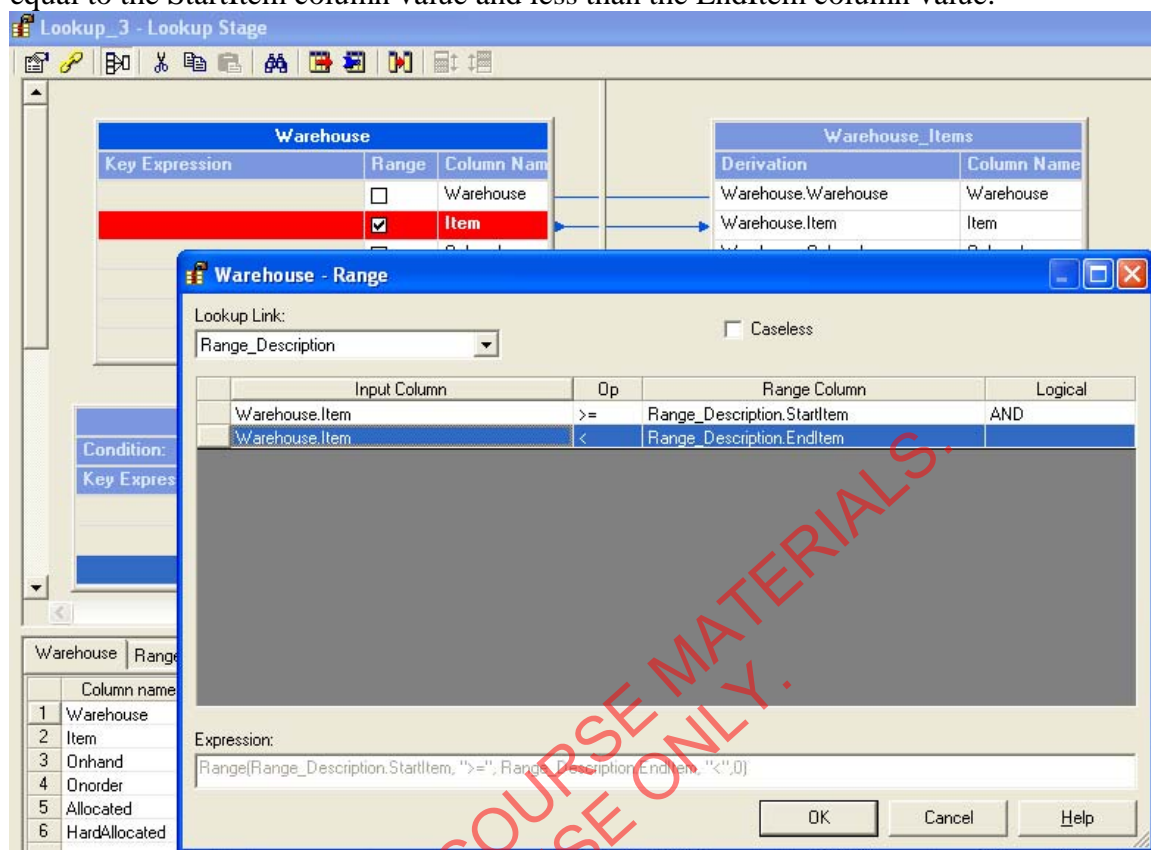 equal to the StartItem column value and less than the EndItem column value.
Lookup_3 - Lookup Stage
Warehouse
Key Expression Range Column Nam
Warehouse
Item
Warehouse_Items
Derivation Column Name
Warehouse.Warehouse Warehouse
Warehouse.Item Item
Warehouse - Range
Lookup Link:
Range_Description
Caseless
Input Column Op Range Column Logical
Warehouse.Item >= Range_Description.StartItem AND
Warehouse.Item < Range_Description.EndItem
Condition:
Key Expres
Expression:
Range(Range_Description.StartItem, ">=", Range_Description.EndItem, "<",0)
OK Cancel Help
Warehouse Range
Column name
1 Warehouse
2 Item
3 Onhand
4 Onorder
5 Allocated
6 HardAllocated
COURSE MATERIALS.
SE ONLY.